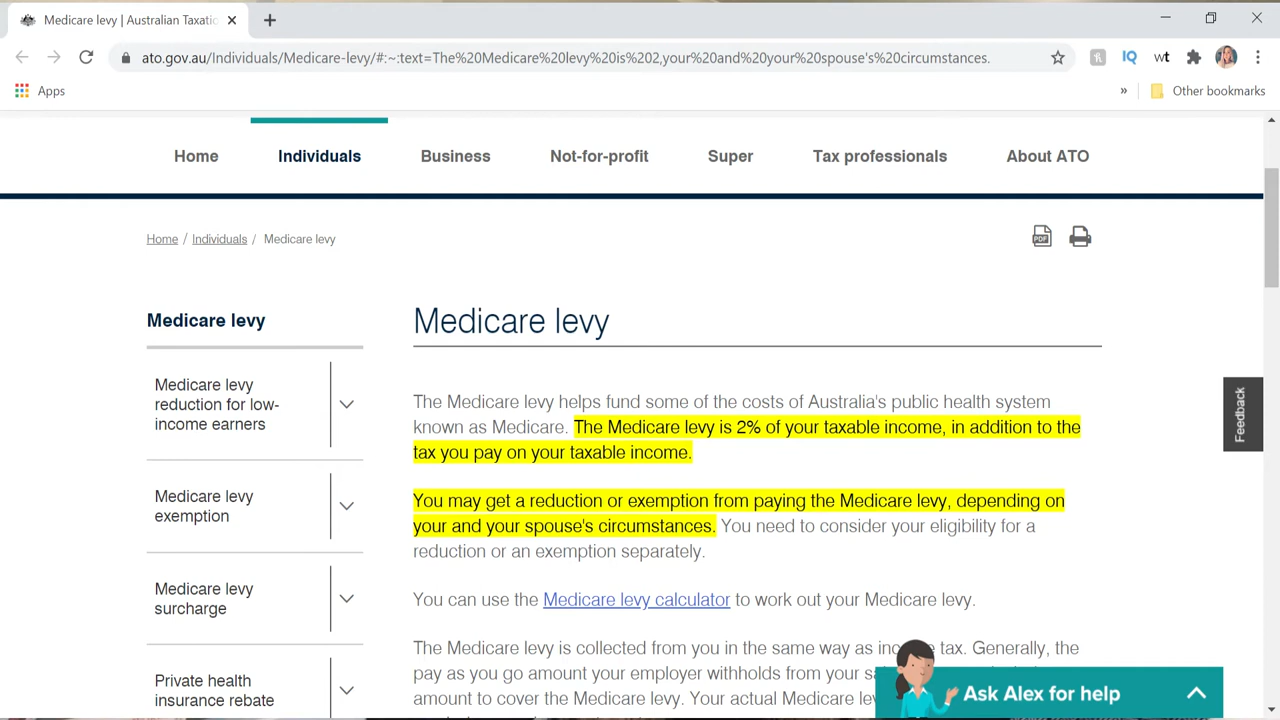 Medicare levy | Australian Taxatio
ato.gov.au/Individuals/Medicare-levy/#:~:text=The%20Medicare%20levy%20is%202,your%20and%20your%20spouse's%20circumstances.
IQ
wt
Apps
»
Other bookmarks
Home
Individuals
Business
Not-for-profit
Super
Tax professionals
About ATO
Home / Individuals / Medicare levy
PDF
Medicare levy
Medicare levy
reduction for low-
income earners
Medicare levy
exemption
Medicare levy
surcharge
Private health
insurance rebate
Medicare levy
The Medicare levy helps fund some of the costs of Australia's public health system
known as Medicare. The Medicare levy is 2% of your taxable income, in addition to the
tax you pay on your taxable income.
You may get a reduction or exemption from paying the Medicare levy, depending on
your and your spouse's circumstances. You need to consider your eligibility for a
reduction or an exemption separately.
You can use the Medicare levy calculator to work out your Medicare levy.
The Medicare levy is collected from you in the same way as income tax. Generally, the
pay as you go amount your employer withholds from your
amount to cover the Medicare levy. Your actual Medicare
Feedback
Ask Alex for help